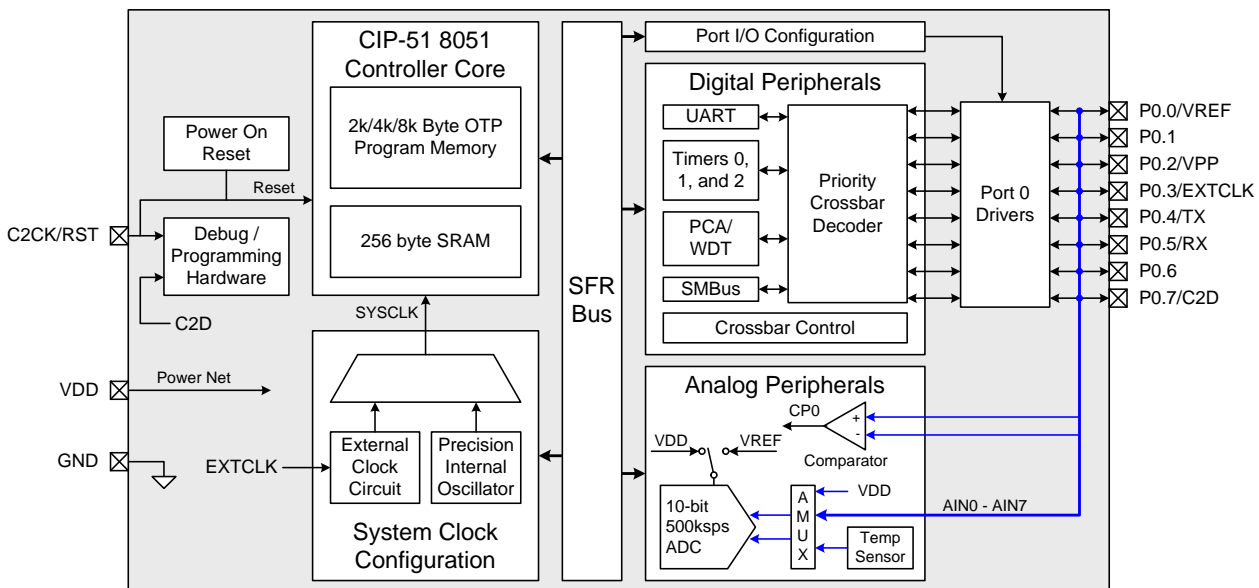 CIP-51 8051
Controller Core
2k/4k/8k Byte OTP
Program Memory
256 byte SRAM
Power On
Reset
Reset
C2CK/RST
Debug /
Programming
Hardware
C2D
VDD
Power Net
GND
SYSCLK
EXTCLK
External
Clock
Circuit
Precision
Internal
Oscillator
System Clock
Configuration
SFR
Bus
Port I/O Configuration
Digital Peripherals
UART
Timers 0,
1, and 2
PCA/
WDT
SMBus
Priority
Crossbar
Decoder
Crossbar Control
Port 0
Drivers
P0.0/VREF
P0.1
P0.2/VPP
P0.3/EXTCLK
P0.4/TX
P0.5/RX
P0.6
P0.7/C2D
Analog Peripherals
CP0
+
-
Comparator
VDD
VREF
10-bit
500ksps
ADC
A
M
U
X
VDD
AIN0 - AIN7
Temp
Sensor